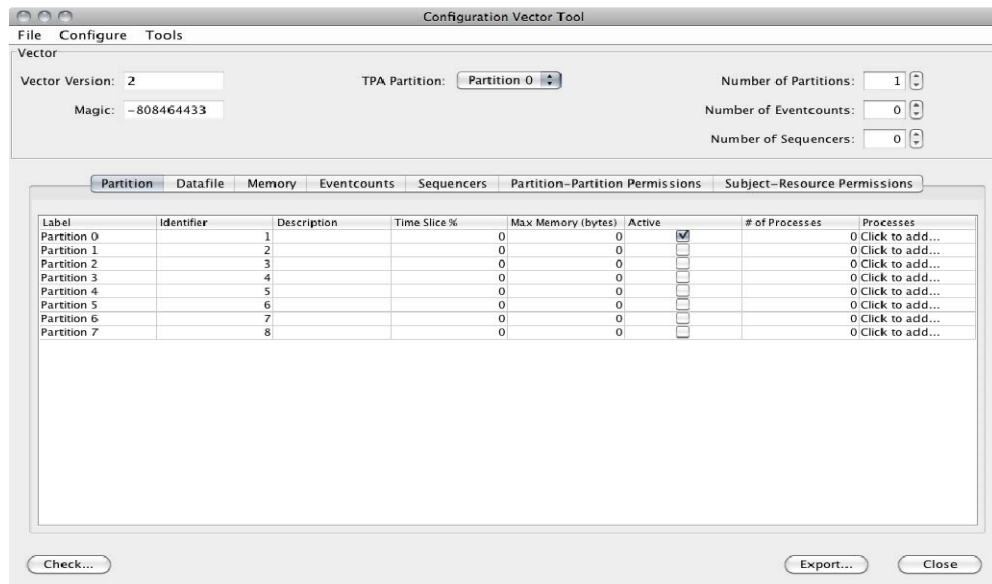 Configuration Vector Tool
File Configure Tools
Vector
Vector Version: 2 TPA Partition: Partition 0 Number of Partitions: 1
Magic: -808464433 Number of Eventcounts: 0
Number of Sequencers: 0
Partition Datafile Memory Eventcounts Sequencers Partition-Partition Permissions Subject-Resource Permissions
Label Identifier Description Time Slice % Max Memory (bytes) Active # of Processes Processes
Partition 0 1 0 0 0 Click to add...
Partition 1 2 0 0 0 Click to add...
Partition 2 3 0 0 0 Click to add...
Partition 3 4 0 0 0 Click to add...
Partition 4 5 0 0 0 Click to add...
Partition 5 6 0 0 0 Click to add...
Partition 6 7 0 0 0 Click to add...
Partition 7 8 0 0 0 Click to add...
Check... Export... Close